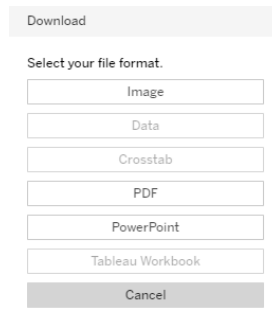 Download
Select your file format.
Image
Data
Crosstab
PDF
PowerPoint
Tableau Workbook
Cancel